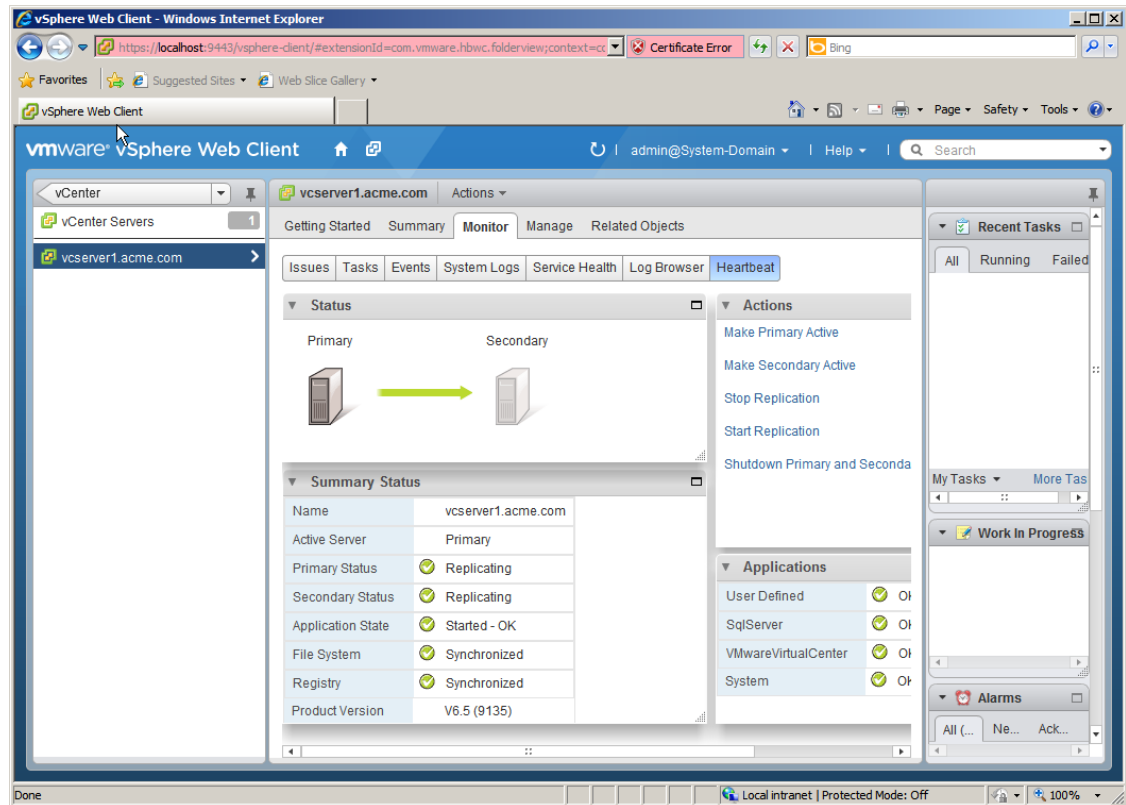 vSphere Web Client - Windows Internet Explorer
https://localhost:9443/vsphere-client/#extensionId=com.vmware.hbwc.folderview;context=cc
Certificate Error
Bing
Favorites
Suggested Sites
Web Slice Gallery
vSphere Web Client
Page
Safety
Tools
vmware® vSphere Web Client
admin@System-Domain
Help
Search
vCenter
vCenter Servers
1
vcserver1.acme.com
vcserver1.acme.com
Actions
Getting Started
Summary
Monitor
Manage
Related Objects
Issues
Tasks
Events
System Logs
Service Health
Log Browser
Heartbeat
Status
Primary
Secondary
Summary Status
Name vcserver1.acme.com
Active Server Primary
Primary Status Replicating
Secondary Status Replicating
Application State Started - OK
File System Synchronized
Registry Synchronized
Product Version V6.5 (9135)
Actions
Make Primary Active
Make Secondary Active
Stop Replication
Start Replication
Shutdown Primary and Seconda
Applications
User Defined
SqlServer
VMwareVirtualCenter
System
Recent Tasks
All
Running
Failed
My Tasks
More Tas
Work In Progress
Alarms
All (...
Ne...
Ack...
Done
Local intranet | Protected Mode: Off
100%